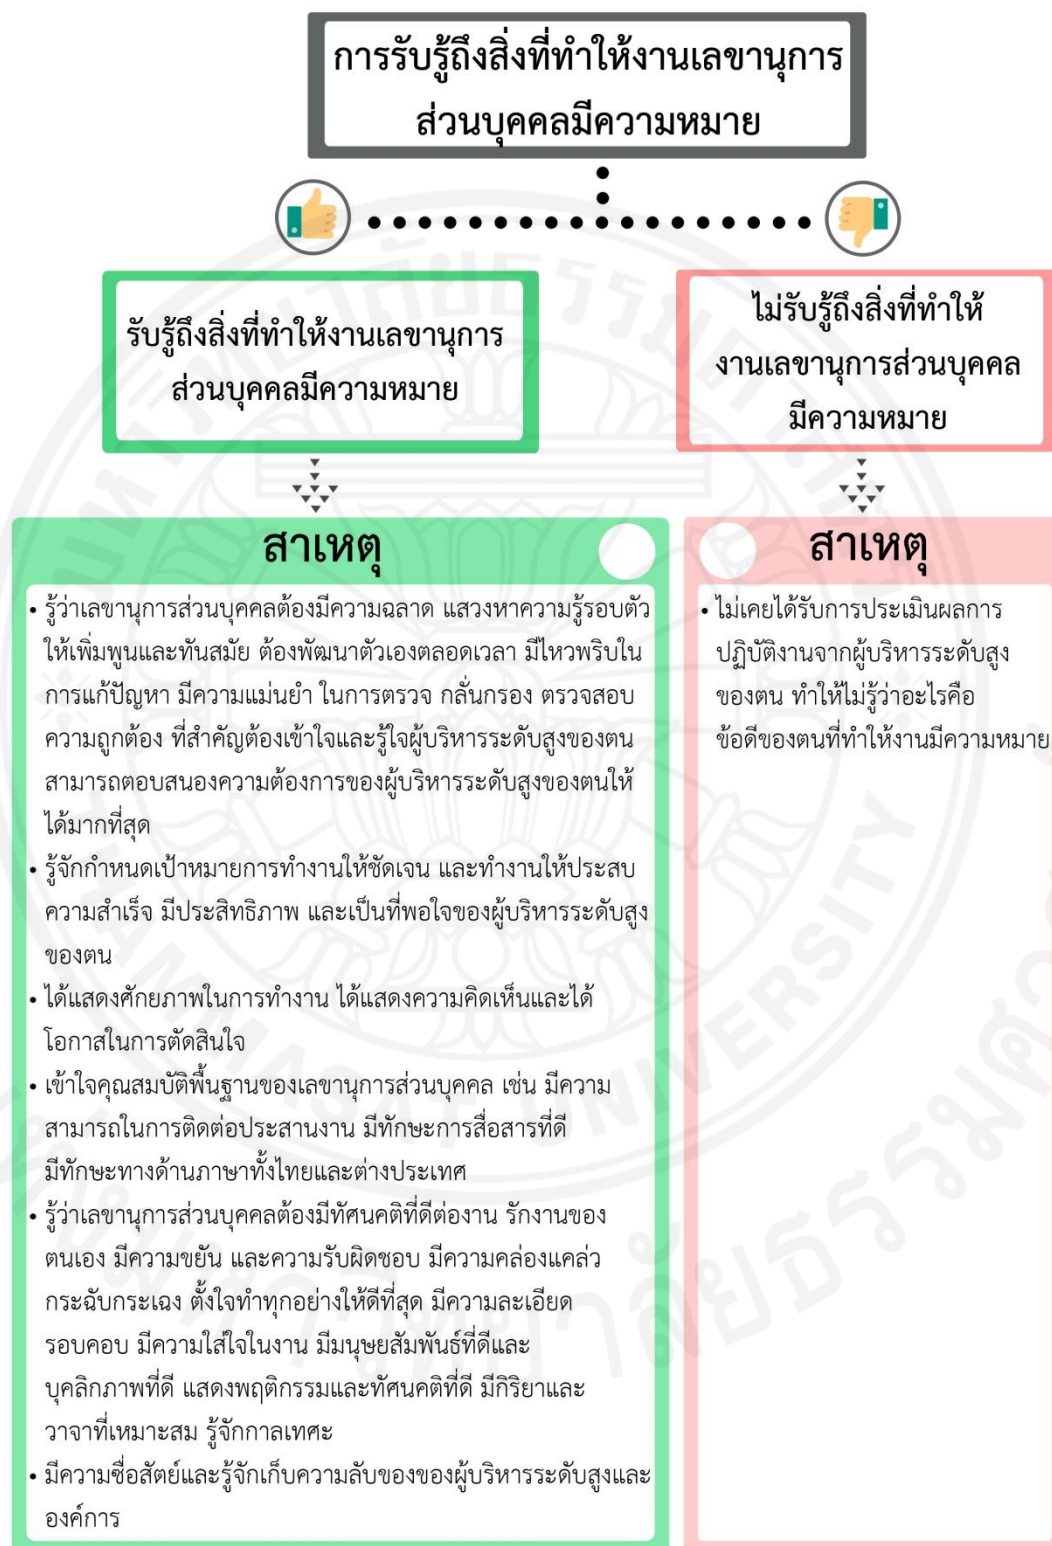 การรับรู้ถึงสิ่งที่ทำให้งานเลขานุการ
ส่วนบุคคลมีความหมาย
รับรู้ถึงสิ่งที่ทำให้งานเลขานุการ
ส่วนบุคคลมีความหมาย
ไม่รับรู้ถึงสิ่งที่ทำให้
งานเลขานุการส่วนบุคคล
มีความหมาย
สาเหตุ
• รู้ว่าเลขานุการส่วนบุคคลต้องมีความฉลาด แสวงหาความรู้รอบตัว
ให้เพิ่มพูนและทันสมัย ต้องพัฒนาตัวเองตลอดเวลา มีไหวพริบใน
การแก้ปัญหา มีความแม่นยำ ในการตรวจ กลั่นกรอง ตรวจสอบ
ความถูกต้อง ที่สำคัญต้องเข้าใจและรู้ใจผู้บริหารระดับสูงของตน
สามารถตอบสนองความต้องการของผู้บริหารระดับสูงของตนให้
ได้มากที่สุด
• รู้จักกำหนดเป้าหมายการทำงานให้ชัดเจน และทำงานให้ประสบ
ความสำเร็จ มีประสิทธิภาพ และเป็นที่พอใจของผู้บริหารระดับสูง
ของตน
• ได้แสดงศักยภาพในการทำงาน ได้แสดงความคิดเห็นและได้
โอกาสในการตัดสินใจ
• เข้าใจคุณสมบัติพื้นฐานของเลขานุการส่วนบุคคล เช่น มีความ
สามารถในการติดต่อประสานงาน มีทักษะการสื่อสารที่ดี
มีทักษะทางด้านภาษาทั้งไทยและต่างประเทศ
• รู้ว่าเลขานุการส่วนบุคคลต้องมีทัศนคติที่ดีต่องาน รักงานของ
ตนเอง มีความขยัน และความรับผิดชอบ มีความคล่องแคล่ว
กระฉับกระเฉง ตั้งใจทำทุกอย่างให้ดีที่สุด มีความละเอียด
รอบคอบ มีความใส่ใจในงาน มีมนุษยสัมพันธ์ที่ดีและ
บุคลิกภาพที่ดี แสดงพฤติกรรมและทัศนคติที่ดี มีกิริยาและ
วาจาที่เหมาะสม รู้จักกาลเทศะ
• มีความซื่อสัตย์และรู้จักเก็บความลับของของผู้บริหารระดับสูงและ
องค์การ
สาเหตุ
• ไม่เคยได้รับการประเมินผลการ
ปฏิบัติงานจากผู้บริหารระดับสูง
ของตน ทำให้ไม่รู้ว่าอะไรคือ
ข้อดีของตนที่ทำให้งานมีความหมาย
มหาวิทยาลัยธรรมศาสตร์
THAMMASAT UNIVERSITY